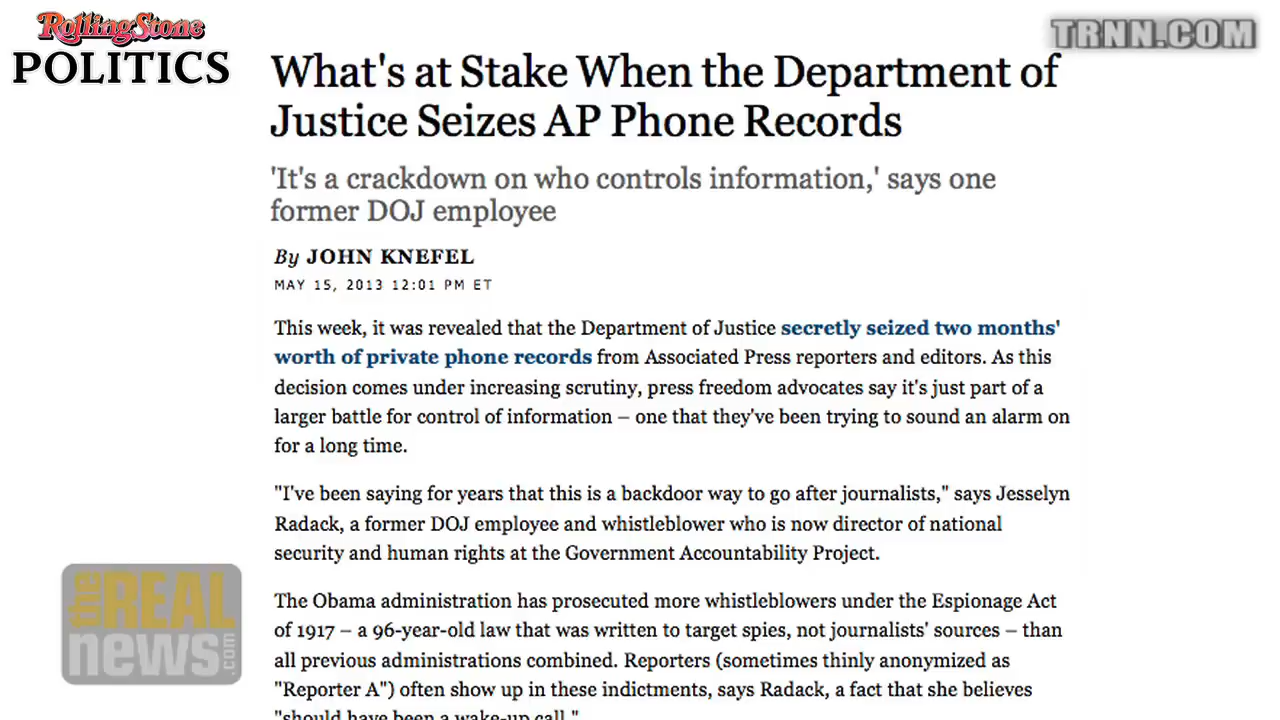 RollingStone
POLITICS
TRNN.COM
What's at Stake When the Department of
Justice Seizes AP Phone Records
'It's a crackdown on who controls information,' says one
former DOJ employee
By JOHN KNEFEL
MAY 15, 2013 12:01 PM ET
This week, it was revealed that the Department of Justice secretly seized two months'
worth of private phone records from Associated Press reporters and editors. As this
decision comes under increasing scrutiny, press freedom advocates say it's just part of a
larger battle for control of information – one that they've been trying to sound an alarm on
for a long time.
"I've been saying for years that this is a backdoor way to go after journalists," says Jesselyn
Radack, a former DOJ employee and whistleblower who is now director of national
security and human rights at the Government Accountability Project.
The Obama administration has prosecuted more whistleblowers under the Espionage Act
of 1917 – a 96-year-old law that was written to target spies, not journalists' sources – than
all previous administrations combined. Reporters (sometimes thinly anonymized as
"Reporter A") often show up in these indictments, says Radack, a fact that she believes
"should have been a wake-up call."
the REAL
news.com